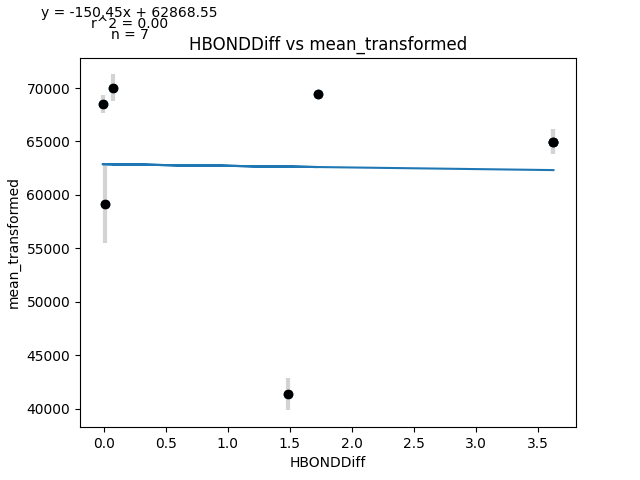 y = -150.45x + 62868.55
r^2 = 0.00
n = 7
HBONDDiff vs mean_transformed
70000
65000
60000
55000
50000
45000
40000
mean_transformed
0.0 0.5 1.0 1.5 2.0 2.5 3.0 3.5
HBONDDiff